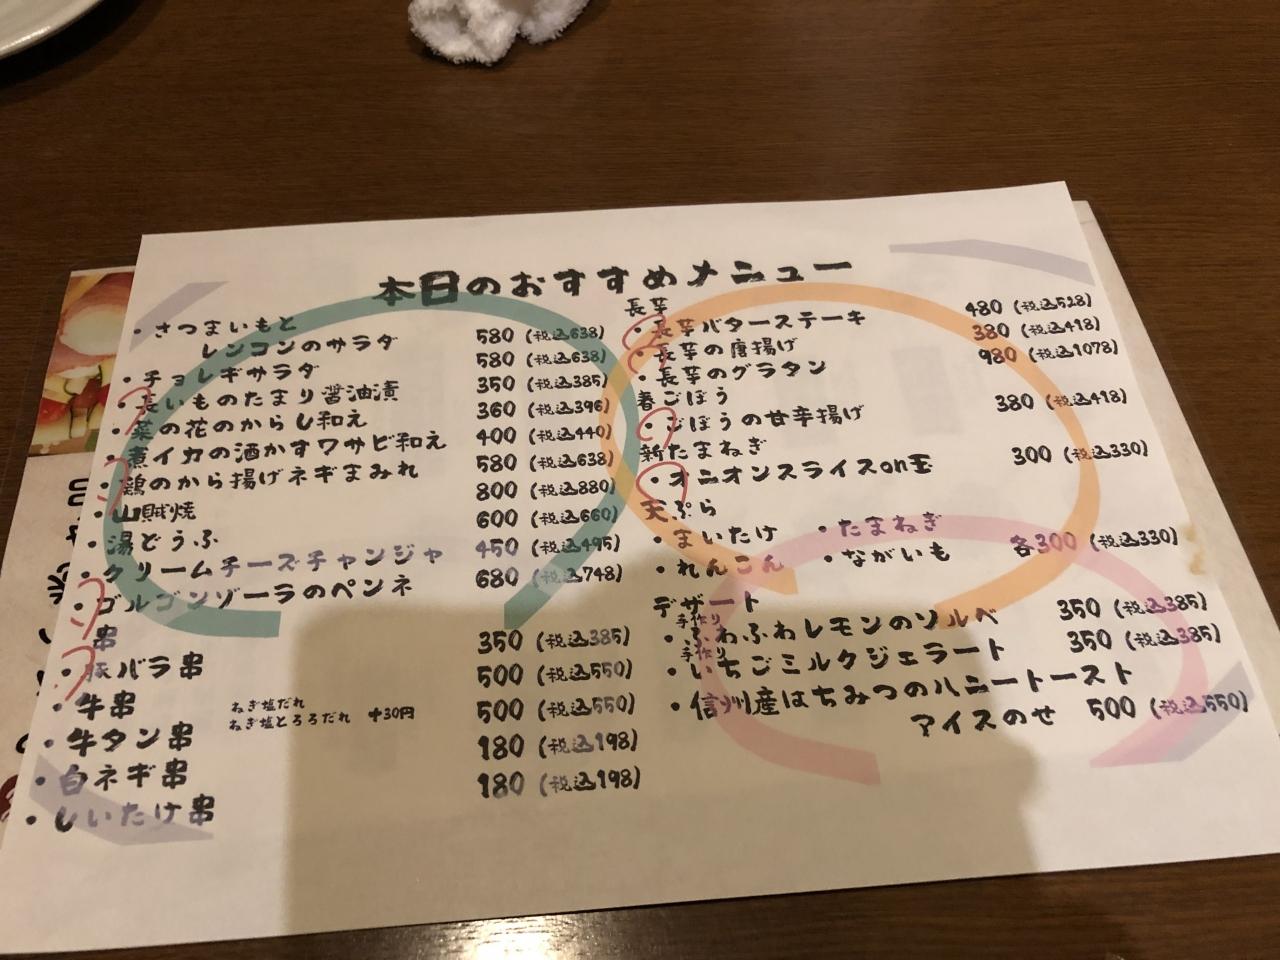 本日のおすすめメニュー
・さつまいもと
レンコンのサラダ 580 (税込638)
・チョレギサラダ 580 (税込638)
・長いものたまり醤油漬 350 (税込385)
・菜の花のからし和え 360 (税込396)
・煮イカの酒かすワサビ和え 400 (税込440)
・鶏のから揚げネギまみれ 580 (税込638)
・山賊焼 800 (税込880)
・湯どうふ 600 (税込660)
・クリームチーズチャンジャ 450 (税込495)
・ゴルゴンゾーラのペンネ 680 (税込748)
串
・豚バラ串 350 (税込385)
・牛串 500 (税込550)
ねぎ塩だれ
ねぎ塩とろろだれ +30円
・牛タン串 500 (税込550)
・白ネギ串 180 (税込198)
・しいたけ串 180 (税込198)
長芋
・長芋バターステーキ 480 (税込528)
・長芋の唐揚げ 380 (税込418)
・長芋のグラタン 980 (税込1078)
春ごぼう
・ごぼうの甘辛揚げ 380 (税込418)
新たまねぎ
・オニオンスライスon玉 300 (税込330)
天ぷら
・まいたけ ・たまねぎ
・れんこん ・ながいも 各300 (税込330)
デザート
・手作りふわふわレモンのソルベ 350 (税込385)
・手作りいちごミルクジェラート 350 (税込385)
・信州産はちみつのハニートースト
アイスのせ 500 (税込550)